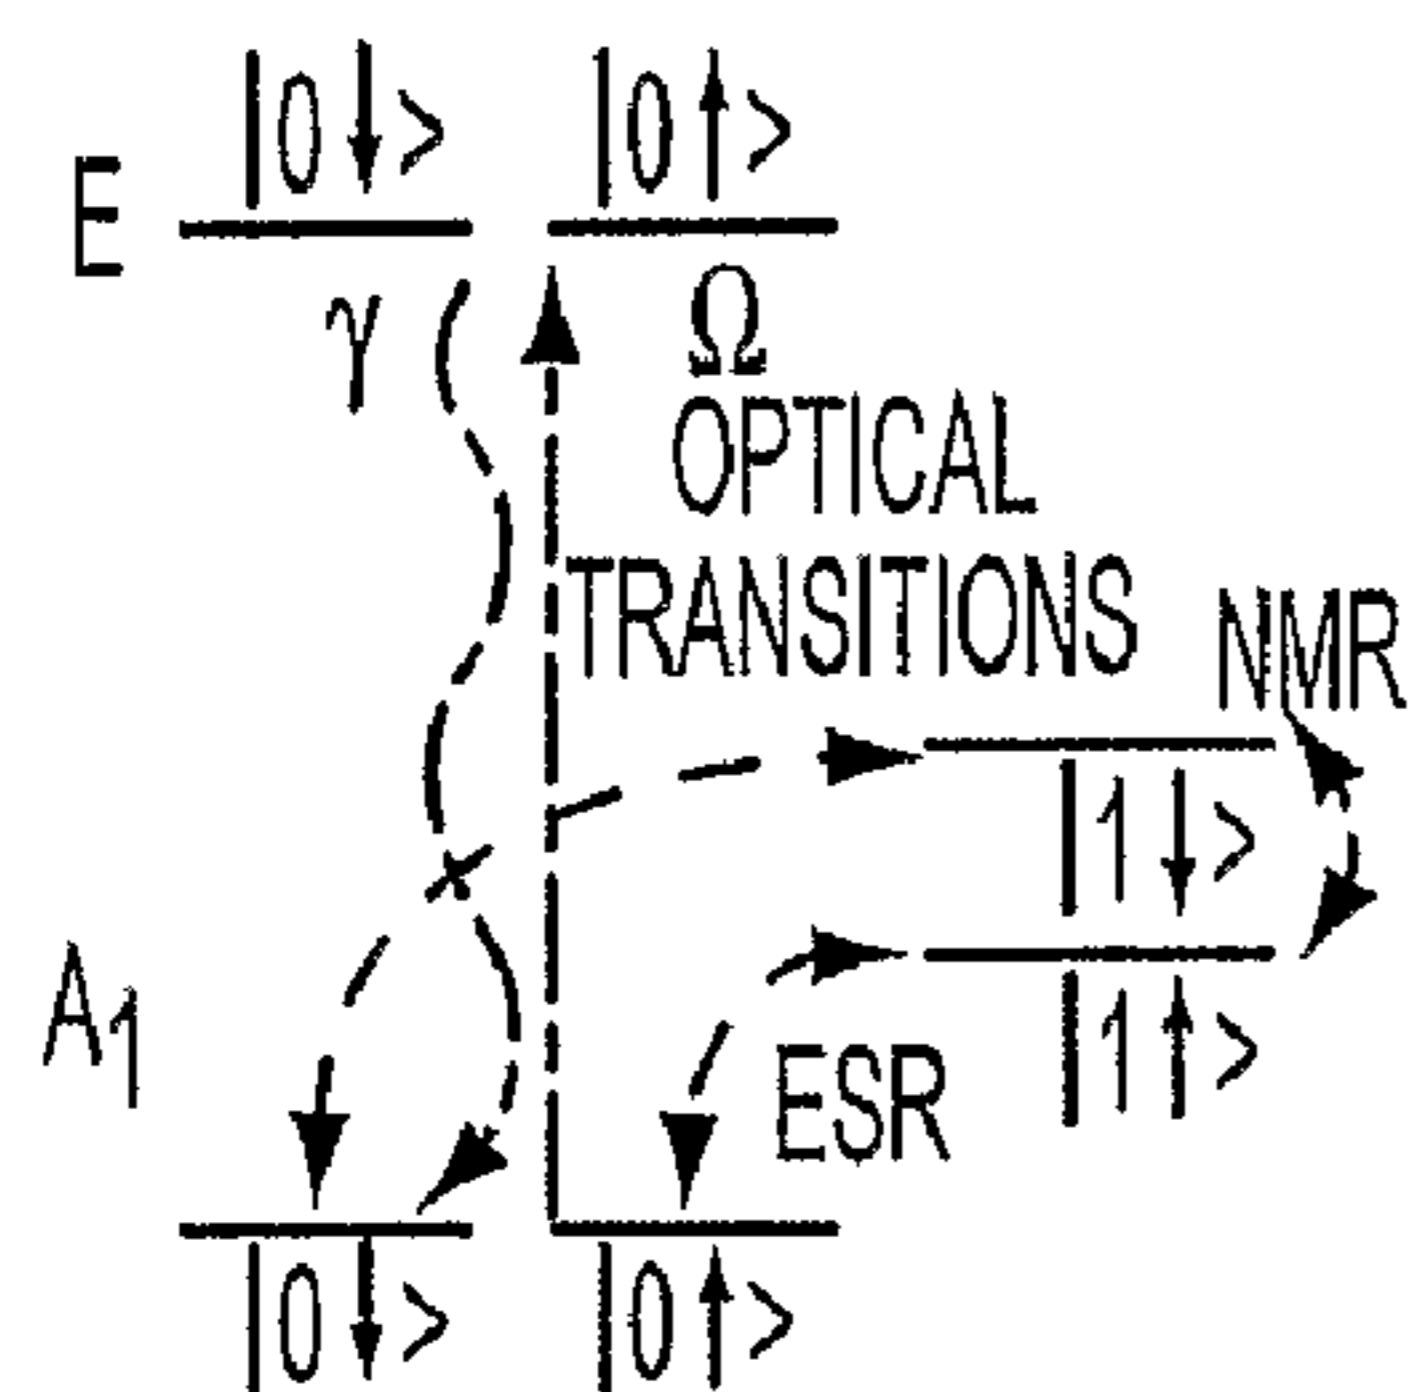 |0↓> |0↑>
E
γ Ω
OPTICAL
TRANSITIONS
NMR
|1↓>
A1
|1↑>
ESR
|0↓> |0↑>